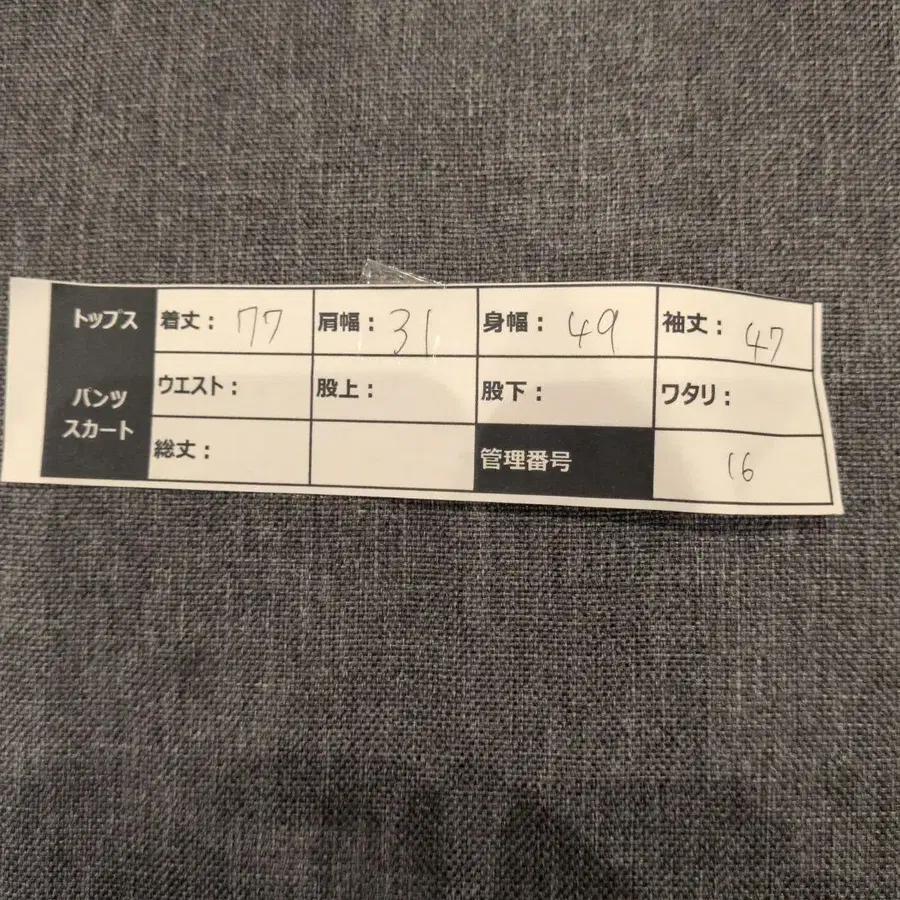 トップス 着丈： 77 肩幅： 31 身幅： 49 袖丈： 47
パンツ スカート ウエスト： 股上： 股下： ワタリ：
総丈： 管理番号 16